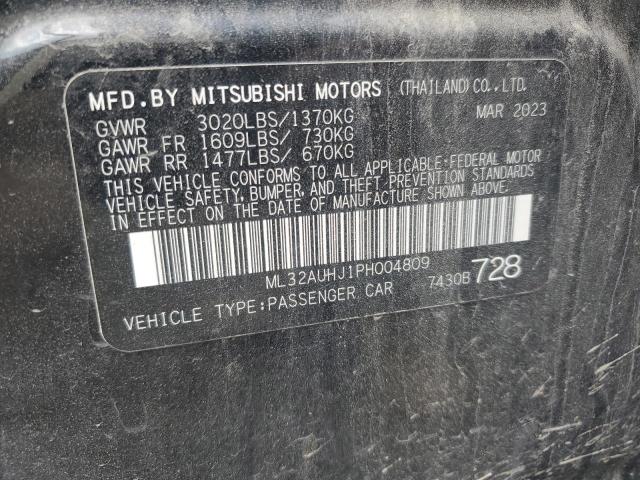 MFD.BY MITSUBISHI MOTORS (THAILAND)CO.,LTD.
GVWR 3020LBS/1370KG MAR 2023
GAWR FR 1609LBS/ 730KG
GAWR RR 1477LBS/ 670KG
THIS VEHICLE CONFORMS TO ALL APPLICABLE:FEDERAL MOTOR
VEHICLE SAFETY,BUMPER,AND THEFT PREVENTION STANDARDS
IN EFFECT ON THE DATE OF MANUFACTURE SHOWN ABOVE.
ML32AUHJ1PH004809
VEHICLE TYPE:PASSENGER CAR 7430B 728